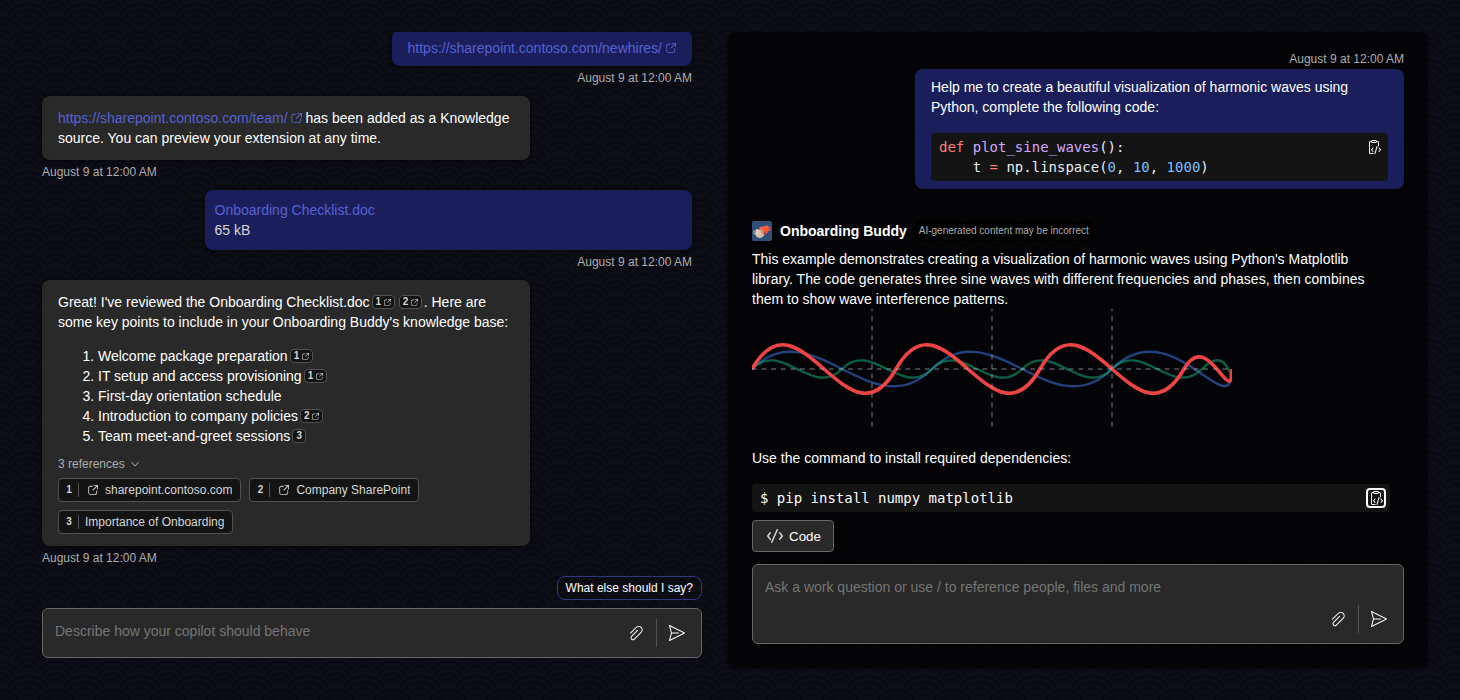 https://sharepoint.contoso.com/newhires/
August 9 at 12:00 AM
https://sharepoint.contoso.com/team/ has been added as a Knowledge
source. You can preview your extension at any time.
August 9 at 12:00 AM
Onboarding Checklist.doc
65 kB
August 9 at 12:00 AM
Great! I've reviewed the Onboarding Checklist.doc 1 2 . Here are
some key points to include in your Onboarding Buddy's knowledge base:
1. Welcome package preparation 1
2. IT setup and access provisioning 1
3. First-day orientation schedule
4. Introduction to company policies 2
5. Team meet-and-greet sessions 3
3 references
1 sharepoint.contoso.com 2 Company SharePoint
3 Importance of Onboarding
August 9 at 12:00 AM
What else should I say?
Describe how your copilot should behave
August 9 at 12:00 AM
Help me to create a beautiful visualization of harmonic waves using
Python, complete the following code:
def plot_sine_waves():
    t = np.linspace(0, 10, 1000)
Onboarding Buddy AI-generated content may be incorrect
This example demonstrates creating a visualization of harmonic waves using Python's Matplotlib
library. The code generates three sine waves with different frequencies and phases, then combines
them to show wave interference patterns.
Use the command to install required dependencies:
$ pip install numpy matplotlib
Code
Ask a work question or use / to reference people, files and more